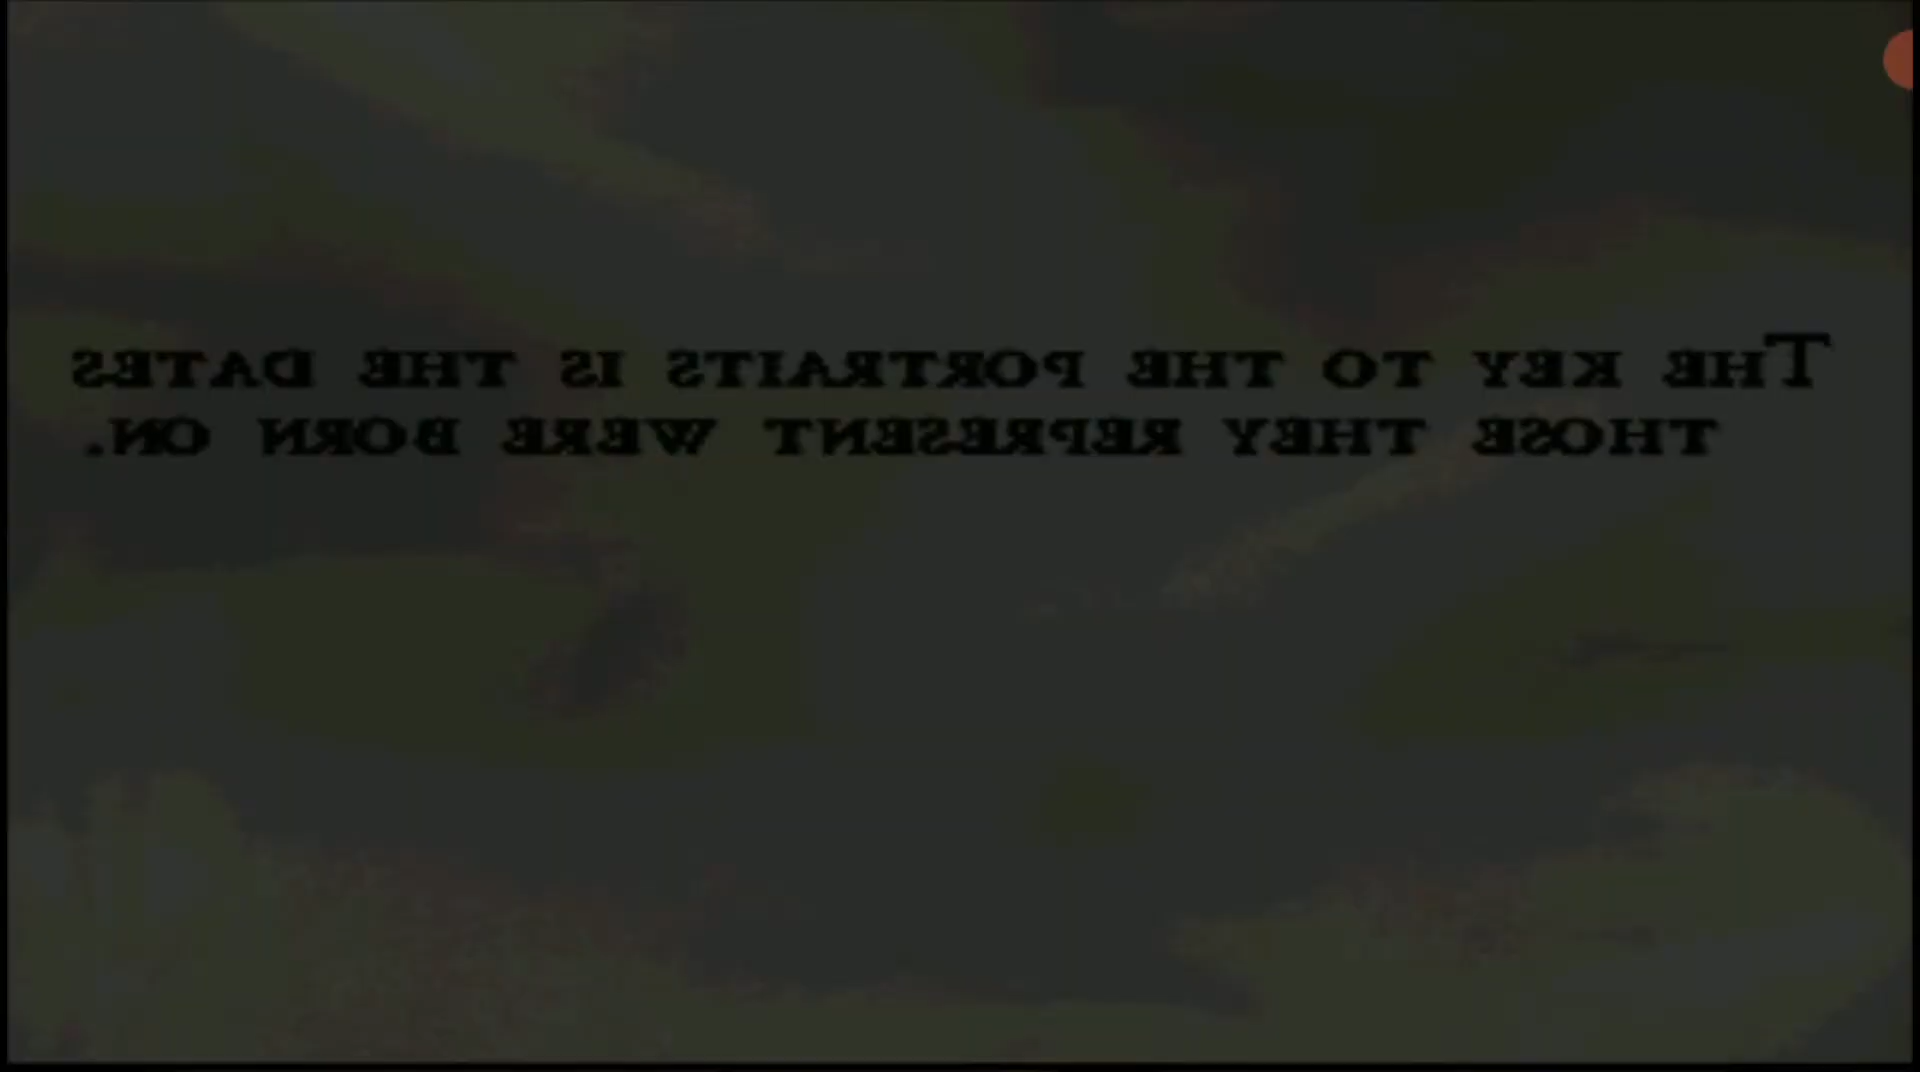 The key to the portraits is the dates
those they represent were born on.